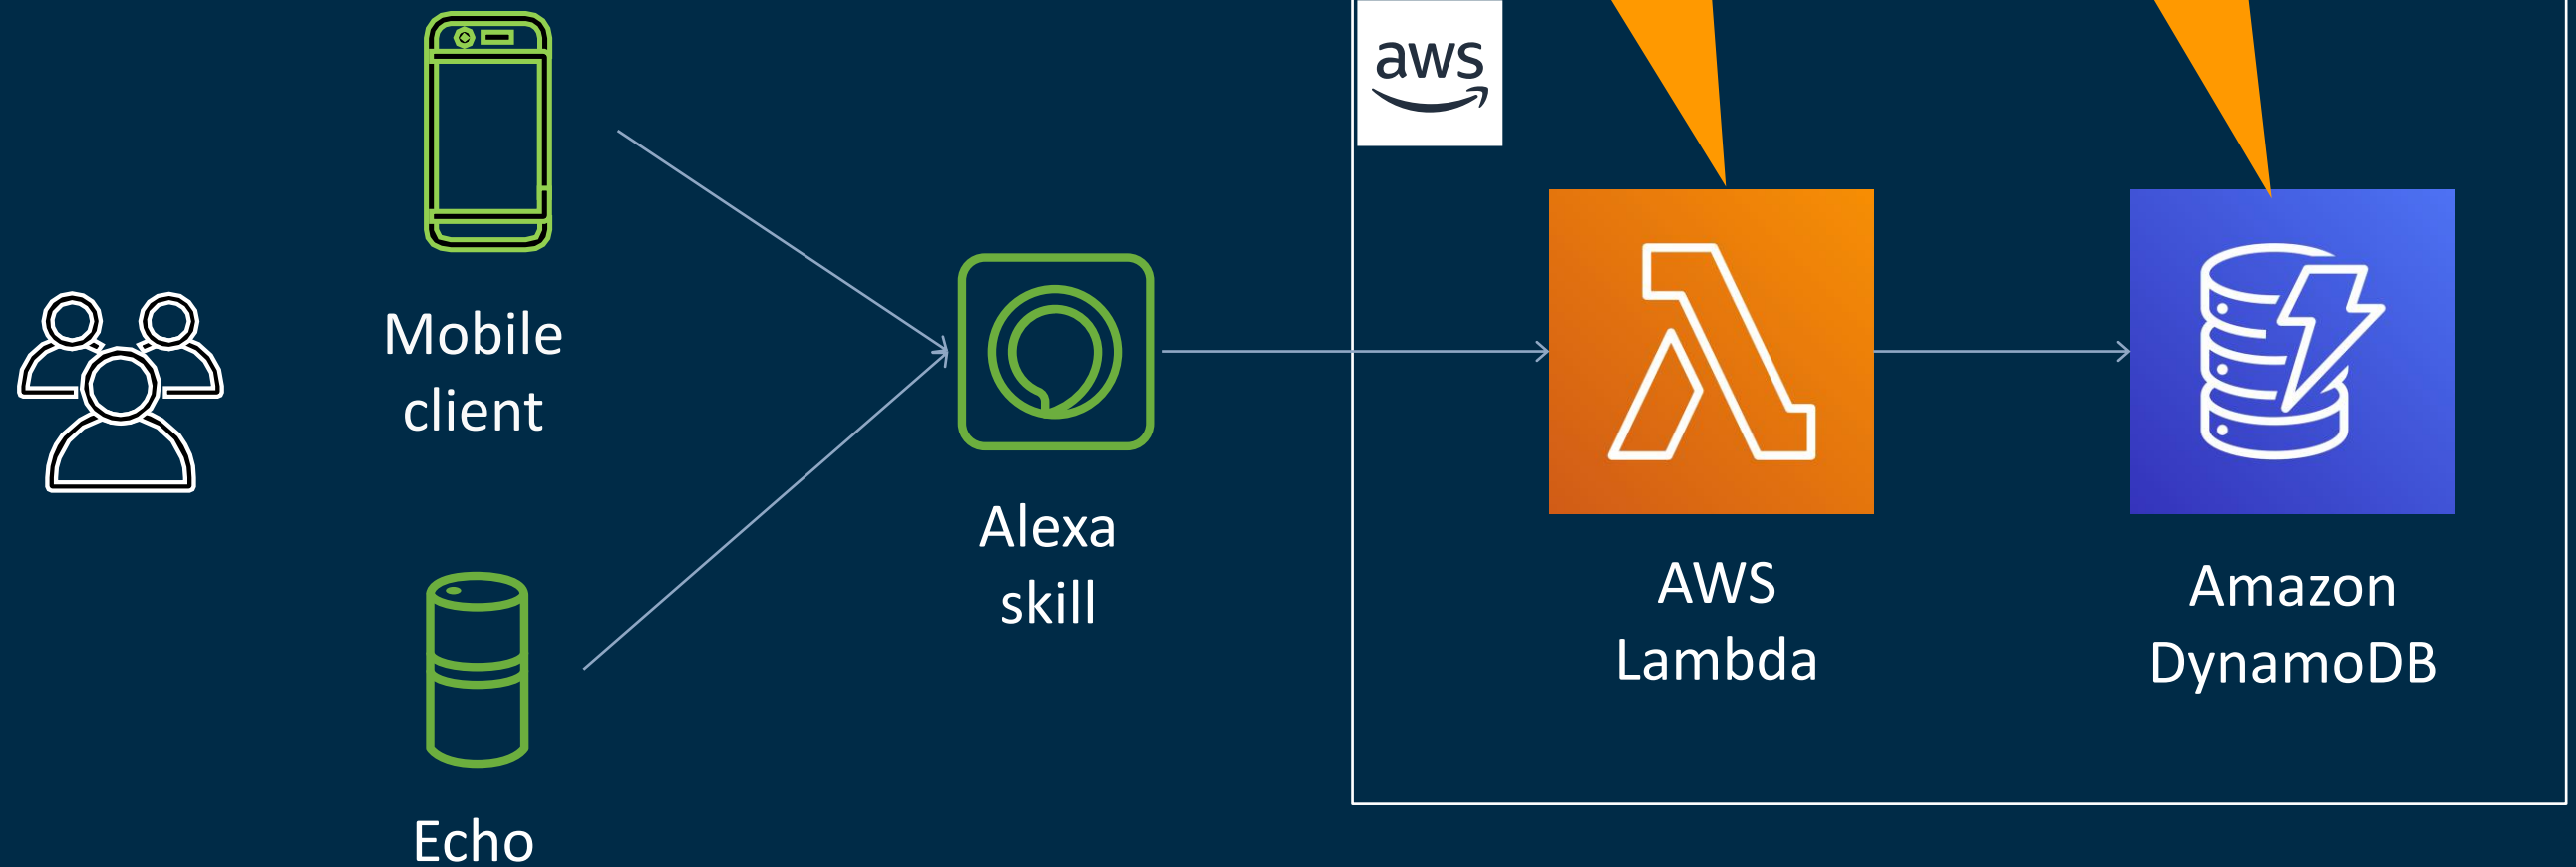 aws
Mobile
client
Alexa
skill
AWS
Lambda
Amazon
DynamoDB
Echo